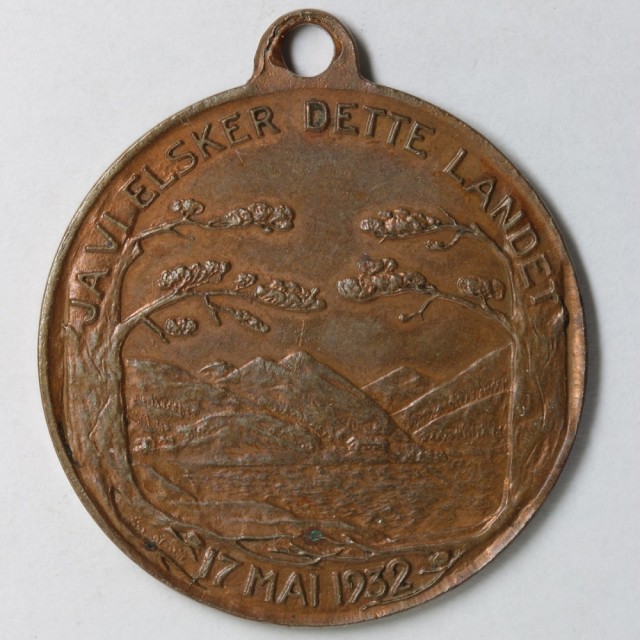 JA VI ELSKER DETTE LANDET
17 MAI 1932